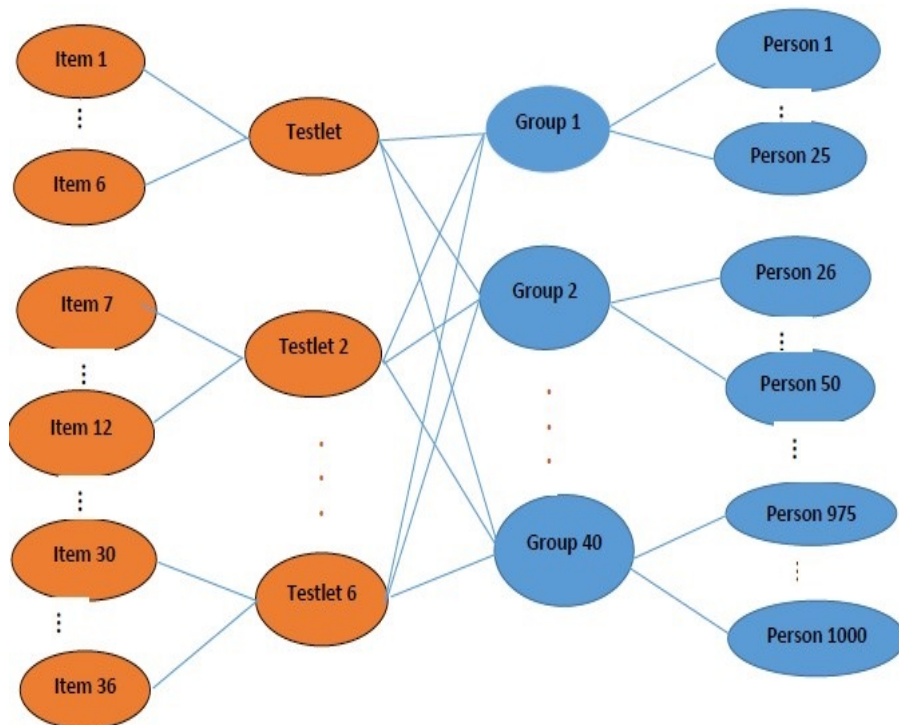 Item 1
Item 6
Item 7
Item 12
Item 30
Item 36
Testlet
Testlet 2
Testlet 6
Group 1
Group 2
Group 40
Person 1
Person 25
Person 26
Person 50
Person 975
Person 1000